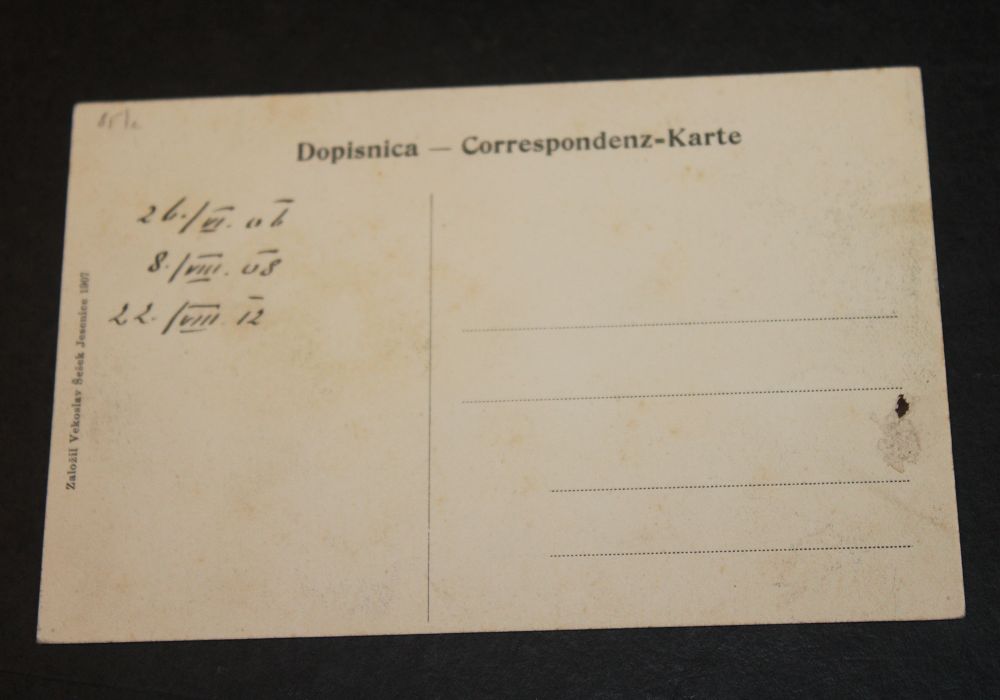 Dopisnica — Correspondenz-Karte
26./VI. 06
8./VIII. 08
22./VIII. 12
Založil Vekoslav Šešek Jesenice 1907